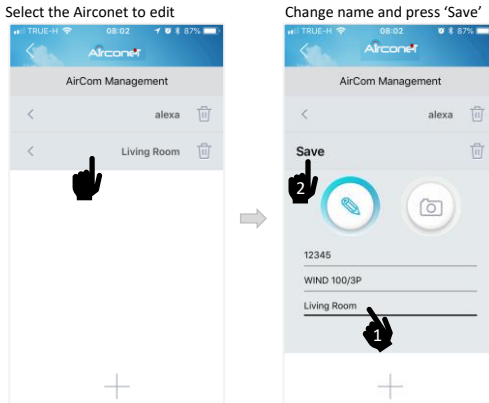 Select the Airconet to edit
TRUE-H 08:02 87%
Airconet
AirCom Management
alexa
Living Room
Change name and press ‘Save’
TRUE-H 08:02 87%
Airconet
AirCom Management
alexa
Save
2
12345
WIND 100/3P
Living Room
1